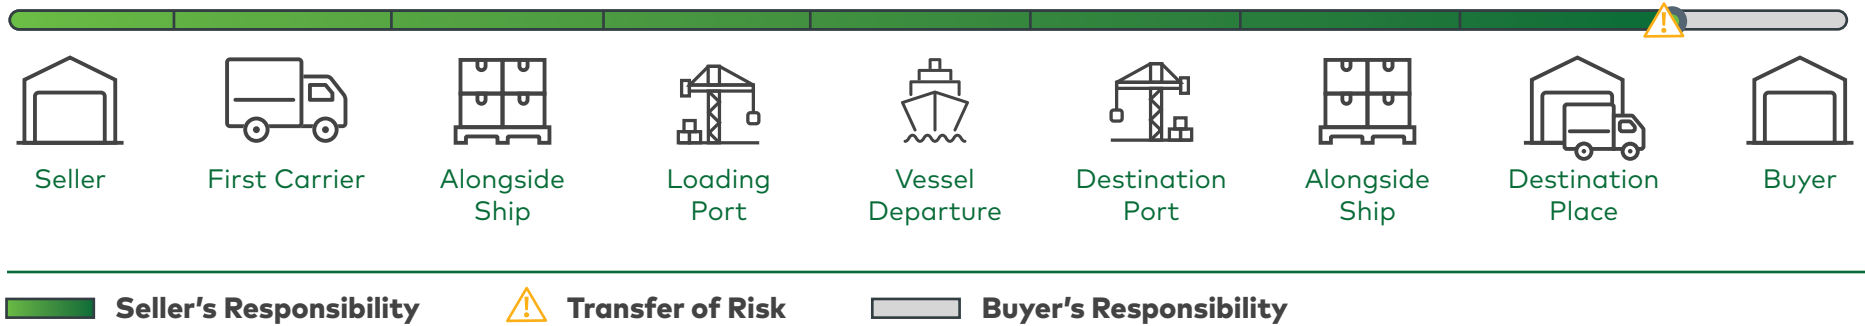 Seller
First Carrier
Alongside
Ship
Loading
Port
Vessel
Departure
Destination
Port
Alongside
Ship
Destination
Place
Buyer
Seller’s Responsibility
Transfer of Risk
Buyer’s Responsibility